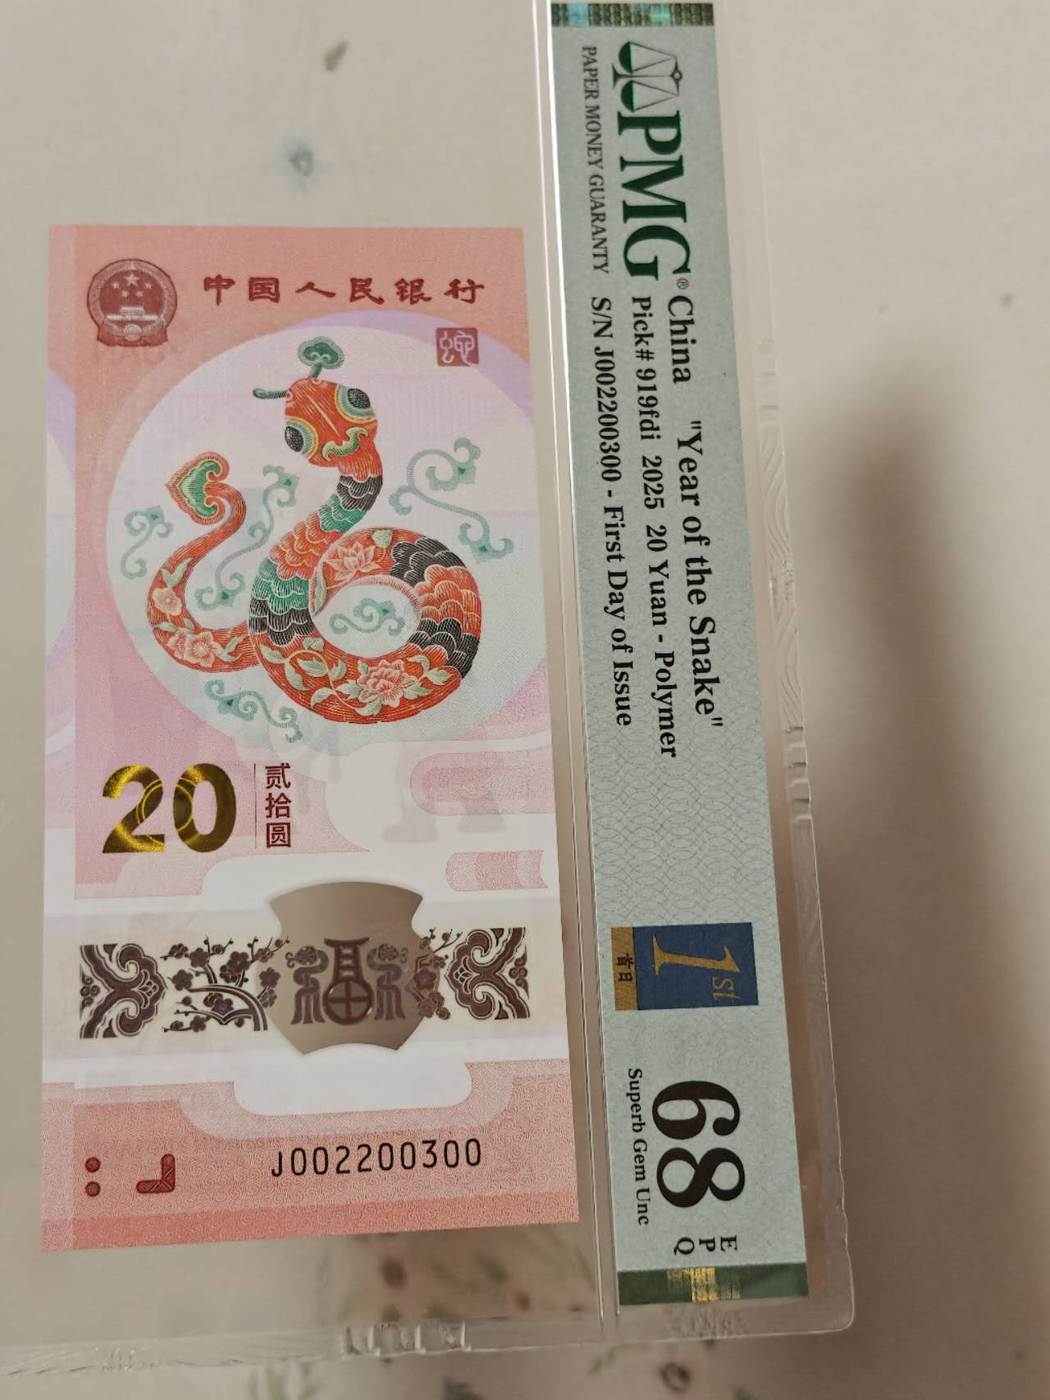 中国人民银行
蛇
20
贰拾圆
福
J002200300
PMG®
PAPER MONEY GUARANTY
China "Year of the Snake"
Pick# 919fdi 2025 20 Yuan - Polymer
S/N J002200300 - First Day of Issue
1st
首日
68
EPQ
Superb Gem Unc